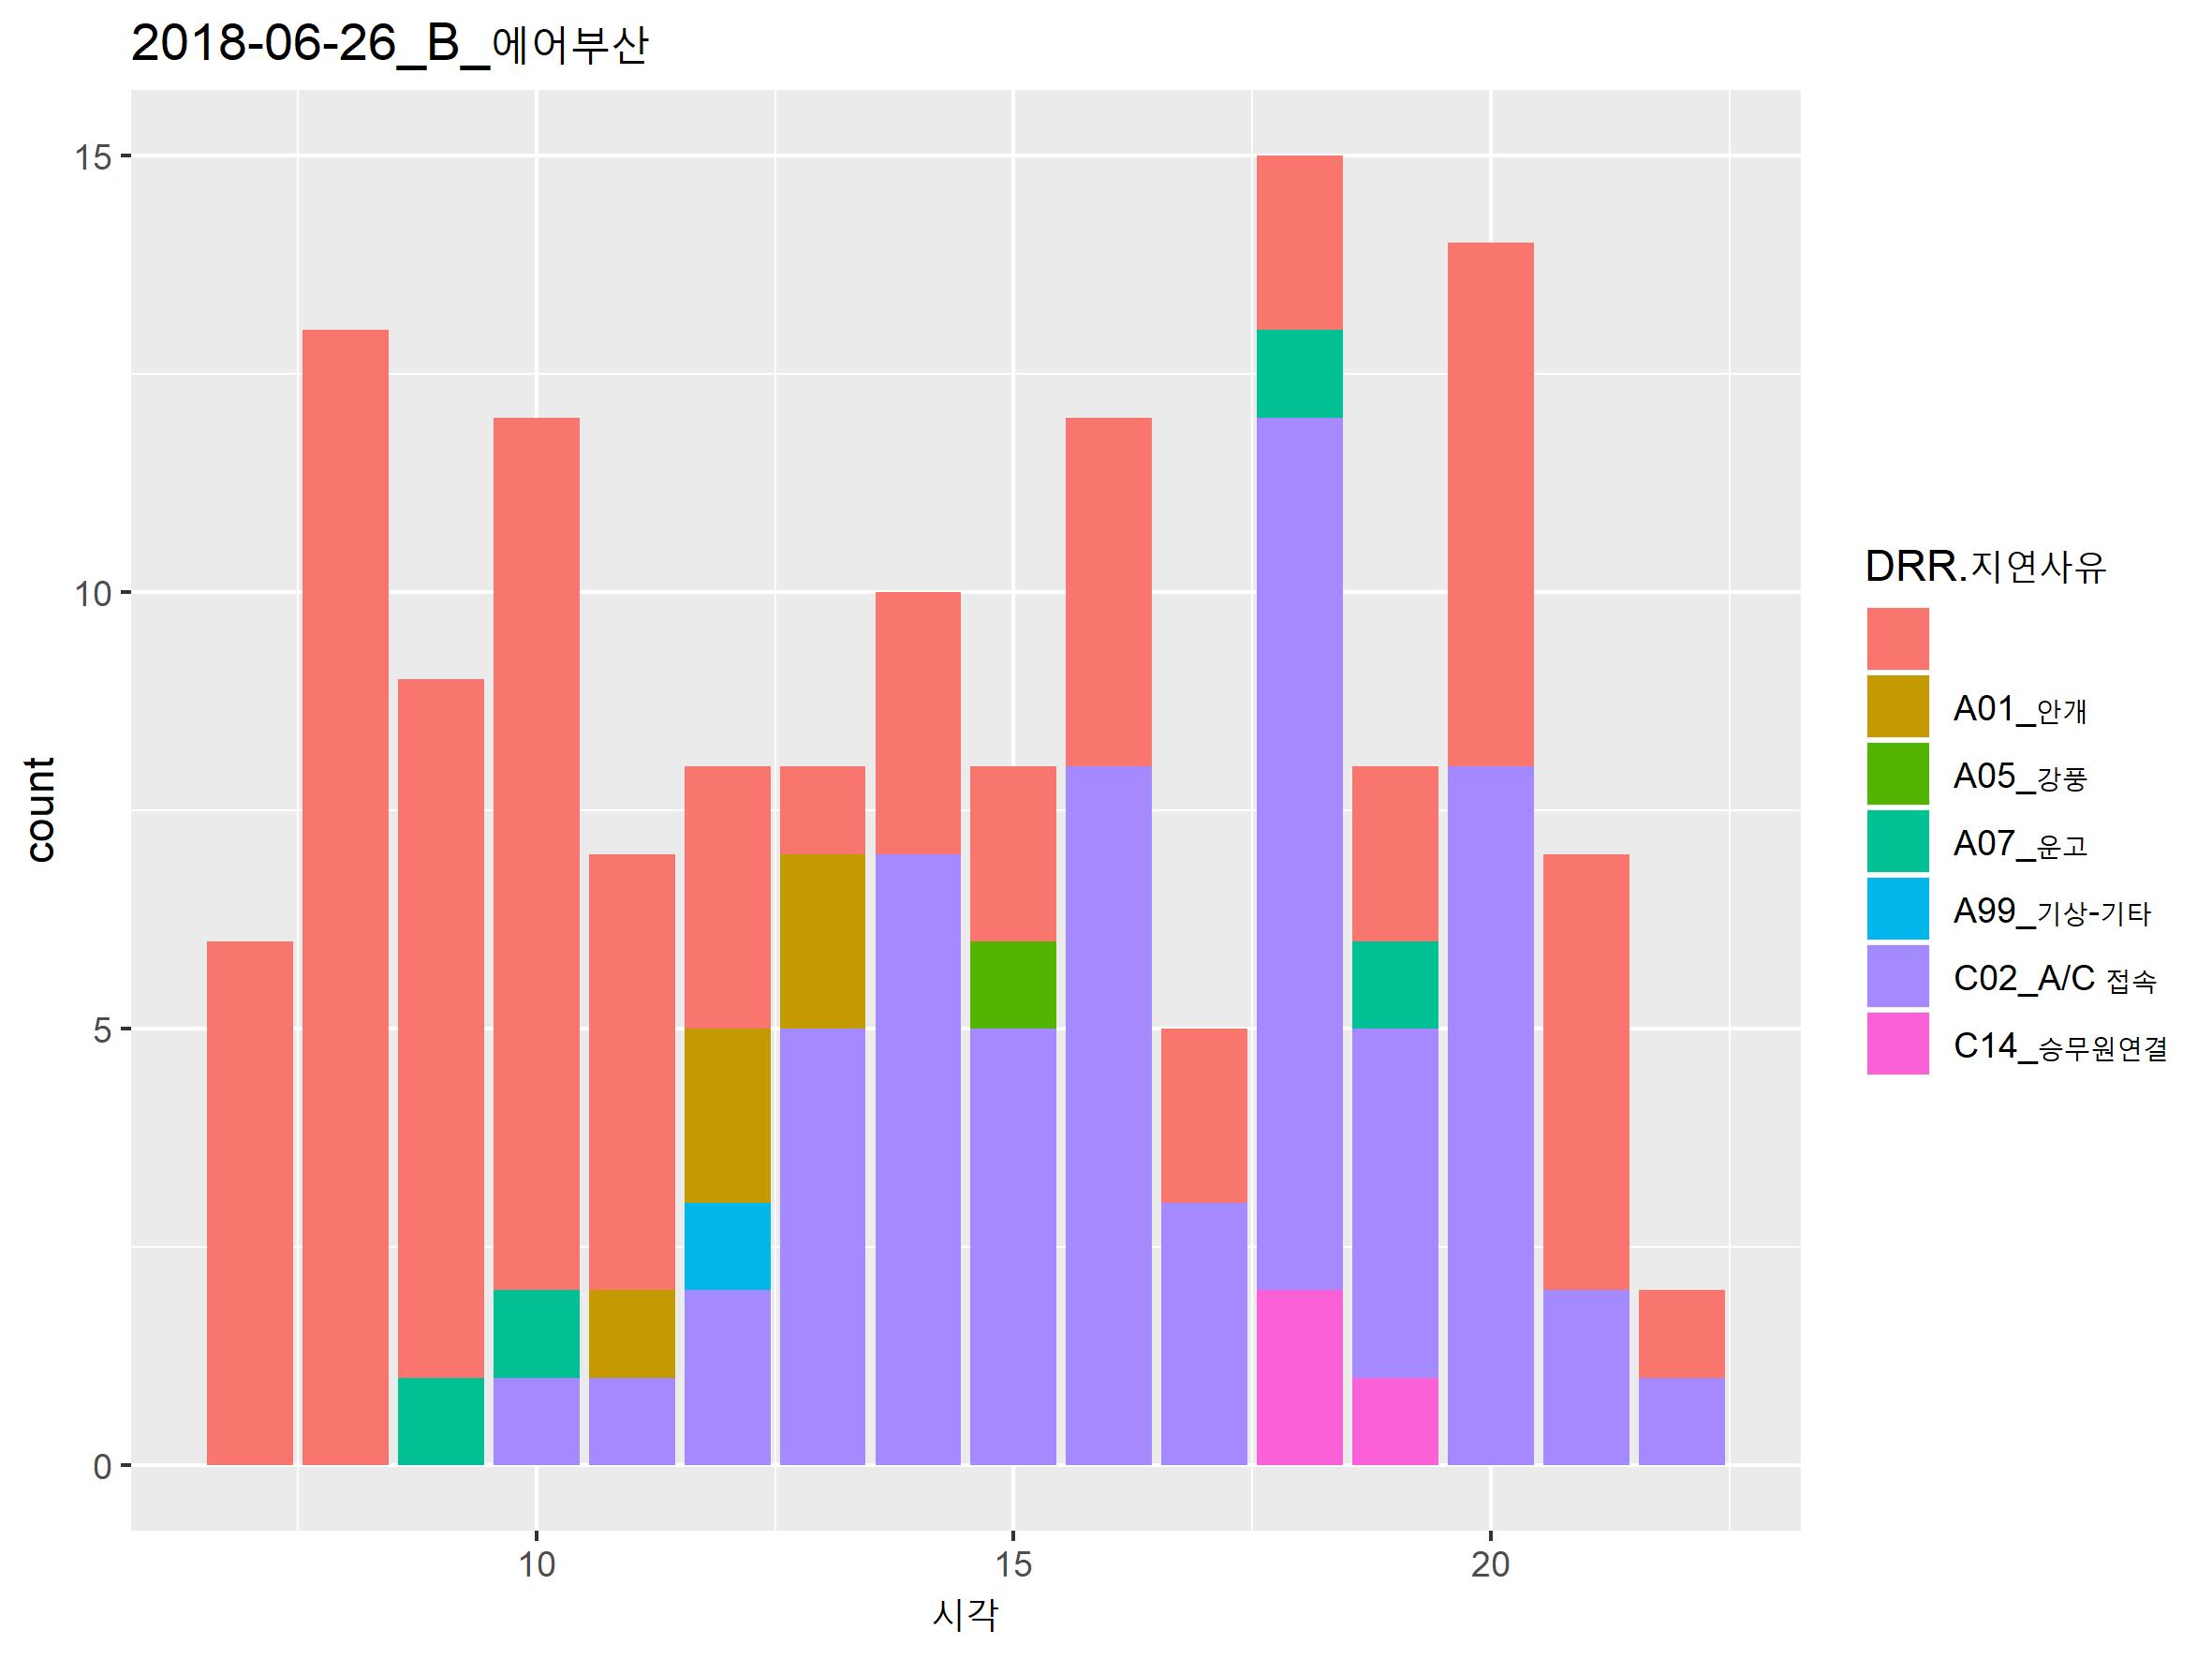 2018-06-26_B_에어부산
15
10
5
0
count
10 15 20
시각
DRR.지연사유
A01_안개
A05_강풍
A07_운고
A99_기상-기타
C02_A/C 접속
C14_승무원연결